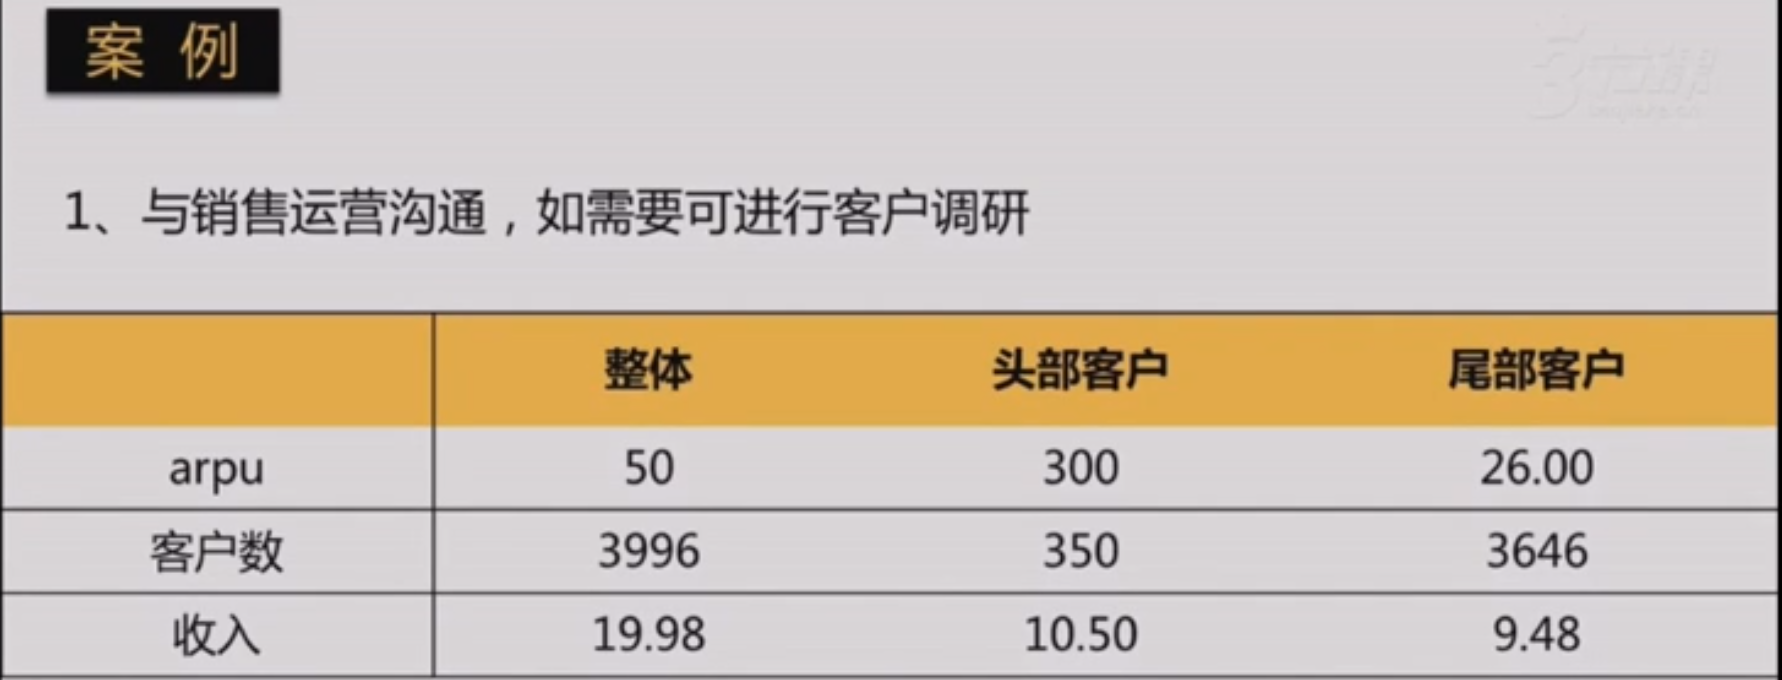 案 例
1、与销售运营沟通，如需要可进行客户调研
整体 头部客户 尾部客户
arpu 50 300 26.00
客户数 3996 350 3646
收入 19.98 10.50 9.48